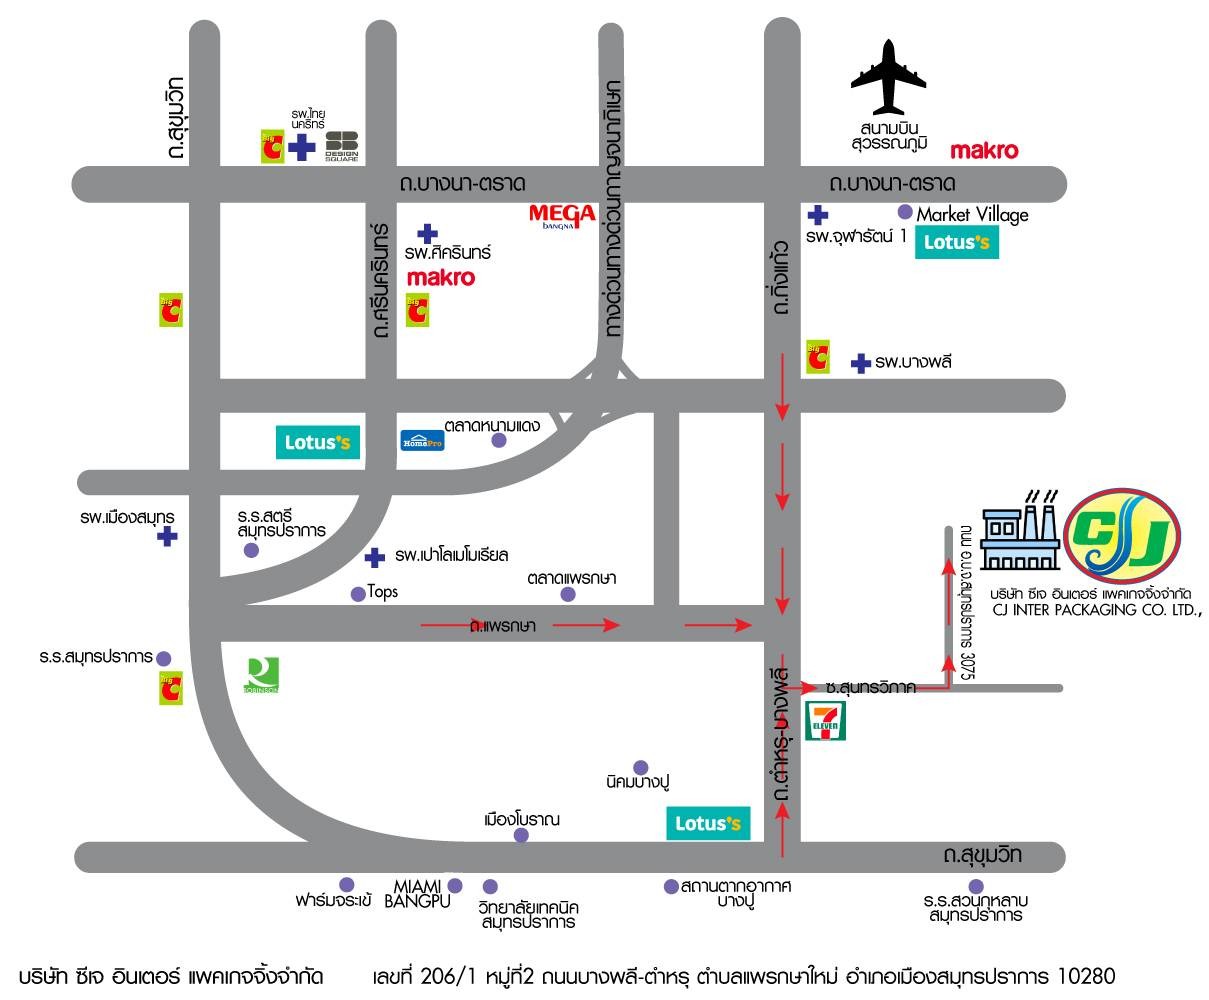 ถ.สุขุมวิท
รพ.ไทย
นครินทร์
Big C
SB
DESIGN
SQUARE
ทางด่วนกาญจนาภิเษก
สนามบิน
สุวรรณภูมิ
makro
ถ.บางนา-ตราด
ถ.บางนา-ตราด
MEGA
BANGNA
Market Village
รพ.จุฬารัตน์ 1
Lotus's
รพ.ศิครินทร์
makro
ถ.ศรีนครินทร์
ถ.กิ่งแก้ว
Big C
Big C
Big C
รพ.บางพลี
Lotus's
HomePro
ตลาดหนามแดง
รพ.เมืองสมุทร
ร.ร.สตรี
สมุทรปราการ
รพ.เปาโลเมโมเรียล
Tops
ตลาดแพรกษา
ถนน อ.บ.จ.สมุทรปราการ 3075
CJ
บริษัท ซีเจ อินเตอร์ แพคเกจจิ้งจำกัด
CJ INTER PACKAGING CO. LTD.,
ถ.แพรกษา
ร.ร.สมุทรปราการ
Big C
R
ROBINSON
ถ.ตำหรุ-บางพลี
ซ.สุนทรวิภาค
7
ELEVEN
นิคมบางปู
เมืองโบราณ
Lotus's
ถ.สุขุมวิท
ฟาร์มจระเข้
MIAMI
BANGPU
วิทยาลัยเทคนิค
สมุทรปราการ
สถานตากอากาศ
บางปู
ร.ร.สวนกุหลาบ
สมุทรปราการ
บริษัท ซีเจ อินเตอร์ แพคเกจจิ้งจำกัด เลขที่ 206/1 หมู่ที่2 ถนนบางพลี-ตำหรุ ตำบลแพรกษาใหม่ อำเภอเมืองสมุทรปราการ 10280